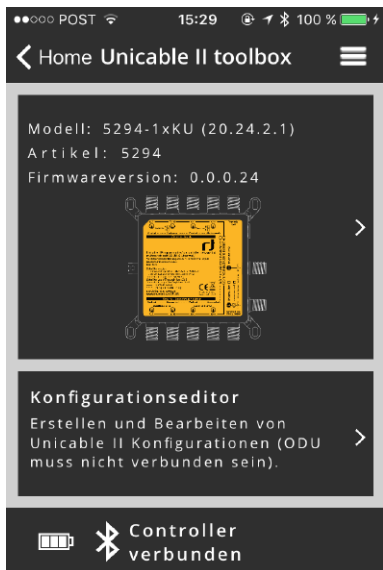 POST 15:29 100 %
Home Unicable II toolbox
Modell: 5294-1xKU (20.24.2.1)
Artikel: 5294
Firmwareversion: 0.0.0.24
Konfigurationseditor
Erstellen und Bearbeiten von
Unicable II Konfigurationen (ODU
muss nicht verbunden sein).
Controller
verbunden